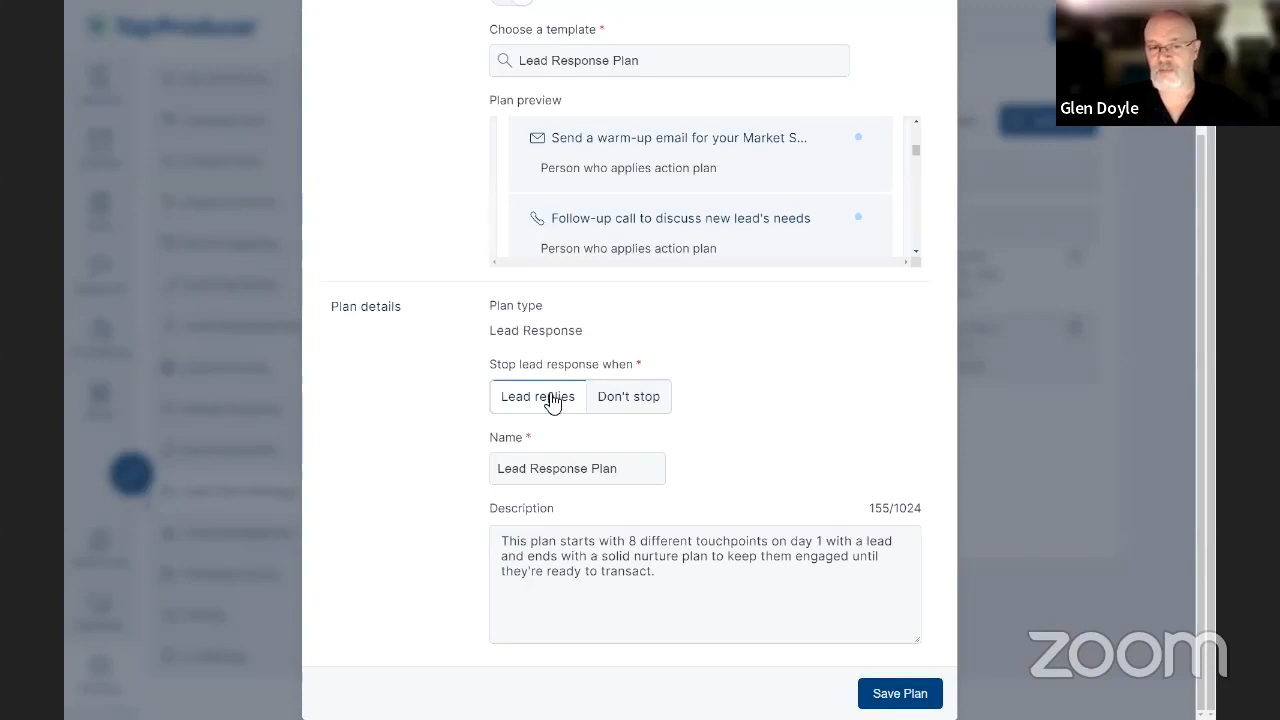 Top Producer
Choose a template *
Lead Response Plan
Plan preview
Send a warm-up email for your Market S...
Person who applies action plan
Follow-up call to discuss new lead's needs
Person who applies action plan
Plan details
Plan type
Lead Response
Stop lead response when *
Lead replies
Don't stop
Name *
Lead Response Plan
Description
155/1024
This plan starts with 8 different touchpoints on day 1 with a lead
and ends with a solid nurture plan to keep them engaged until
they're ready to transact.
Save Plan
Glen Doyle
zoom